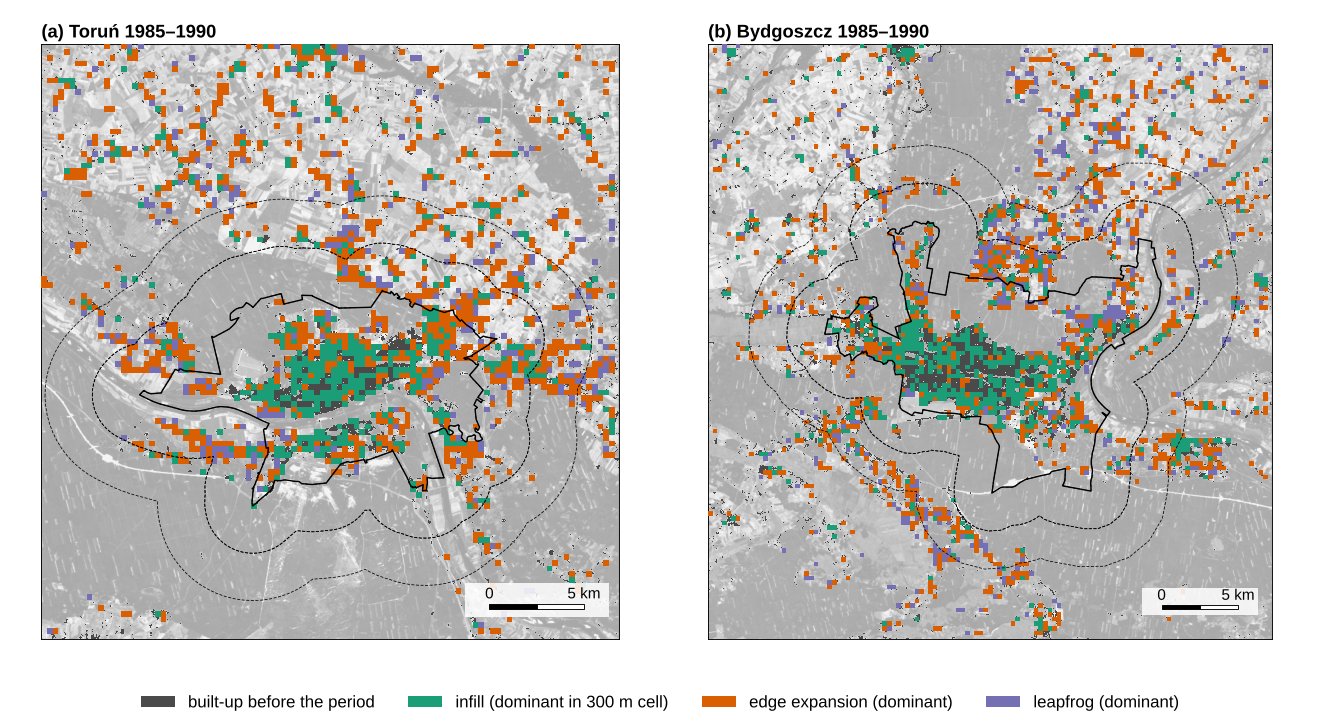 (a) Toruń 1985–1990
(b) Bydgoszcz 1985–1990
0 5 km
0 5 km
built-up before the period
infill (dominant in 300 m cell)
edge expansion (dominant)
leapfrog (dominant)